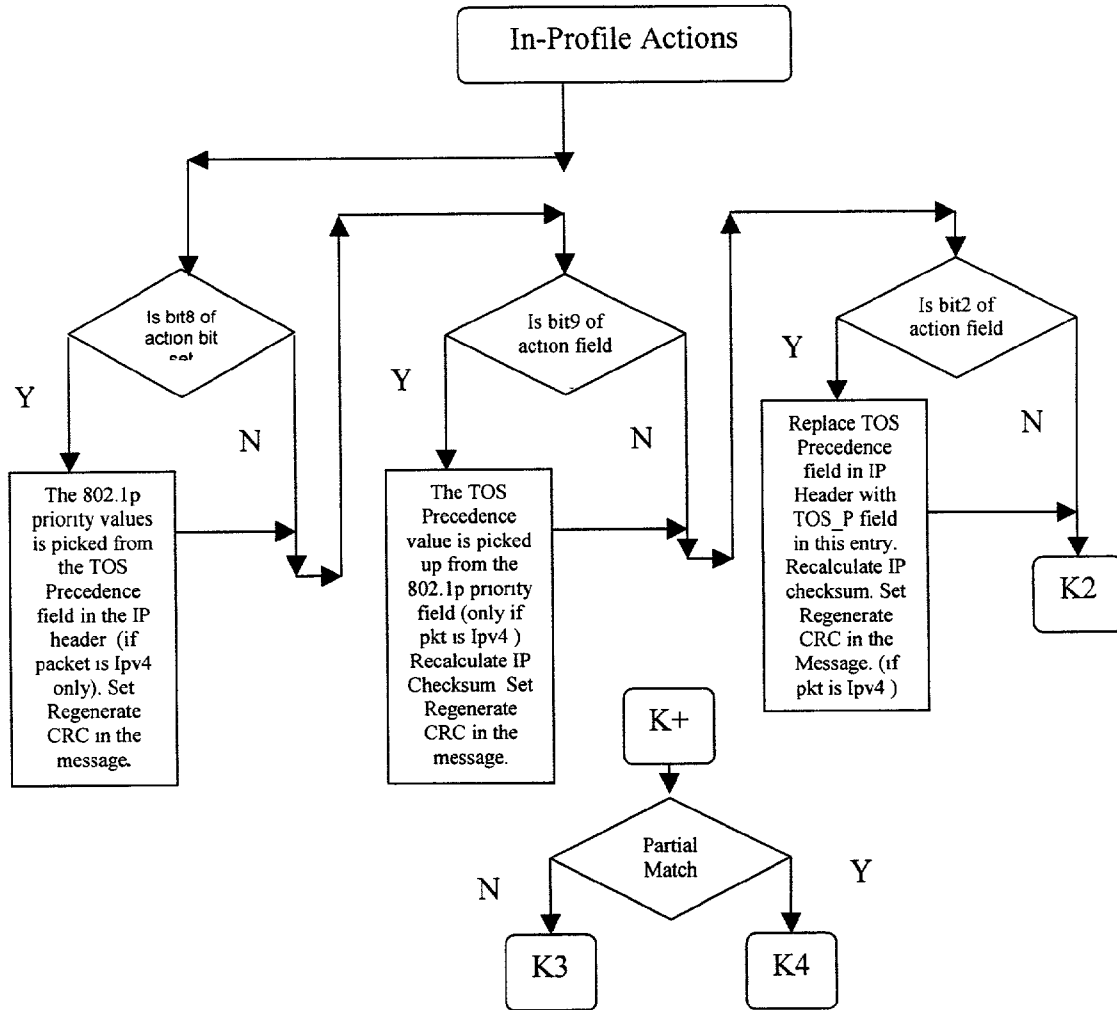 In-Profile Actions
Is bit8 of
action bit
set
Y
N
The 802.1p
priority values
is picked from
the TOS
Precedence
field in the IP
header (if
packet is Ipv4
only). Set
Regenerate
CRC in the
message.
Is bit9 of
action field
Y
N
The TOS
Precedence
value is picked
up from the
802.1p priority
field (only if
pkt is Ipv4 )
Recalculate IP
Checksum Set
Regenerate
CRC in the
message.
Is bit2 of
action field
Y
N
Replace TOS
Precedence
field in IP
Header with
TOS_P field
in this entry.
Recalculate IP
checksum. Set
Regenerate
CRC in the
Message. (if
pkt is Ipv4 )
K2
K+
Partial
Match
N
Y
K3
K4